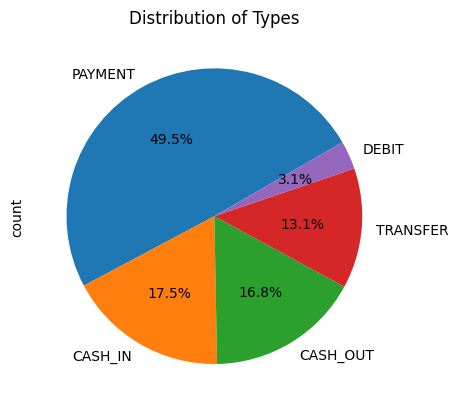 Distribution of Types
PAYMENT
49.5%
DEBIT
3.1%
count
13.1%
TRANSFER
17.5%
16.8%
CASH_IN
CASH_OUT